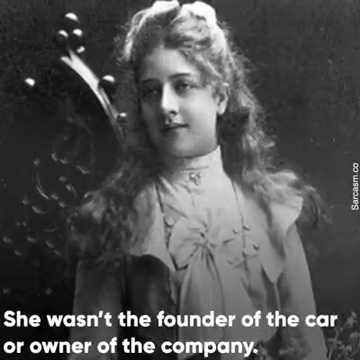 Sarcasm.co
She wasn't the founder of the car
or owner of the company.